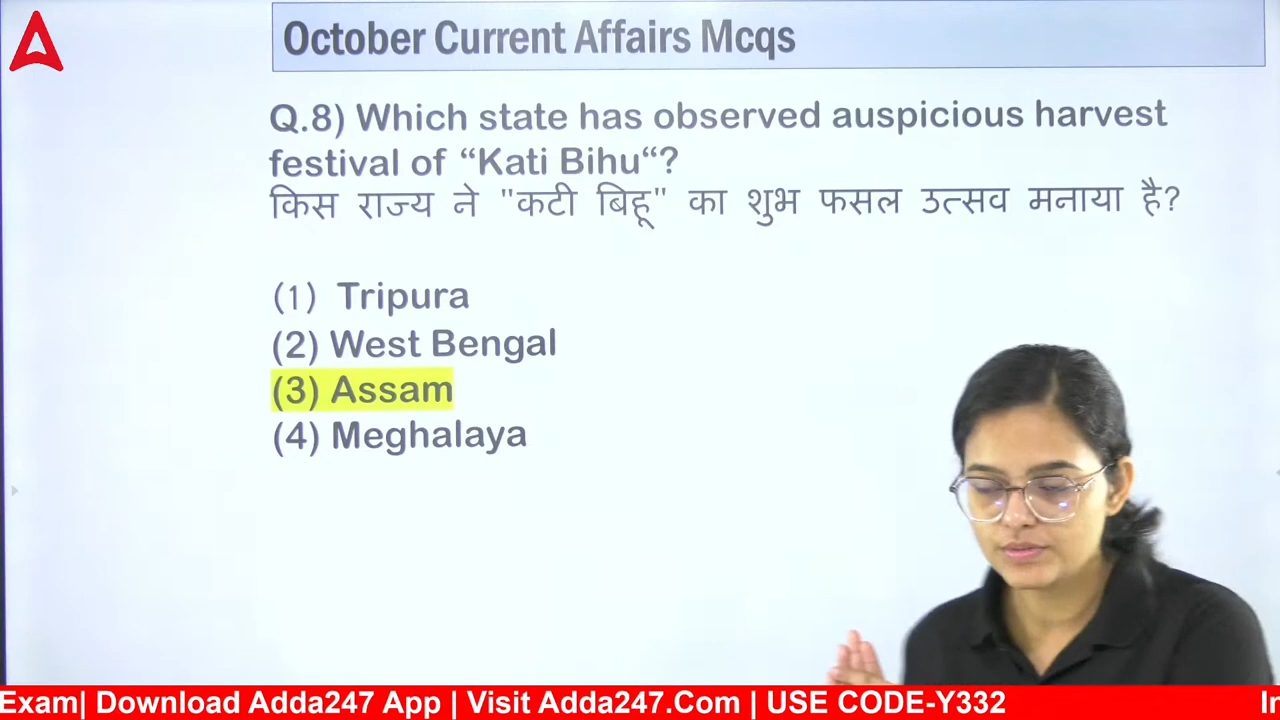 October Current Affairs Mcqs
Q.8) Which state has observed auspicious harvest
festival of “Kati Bihu“?
किस राज्य ने "कटी बिहू" का शुभ फसल उत्सव मनाया है?
(1) Tripura
(2) West Bengal
(3) Assam
(4) Meghalaya
Exam| Download Adda247 App | Visit Adda247.Com | USE CODE-Y332